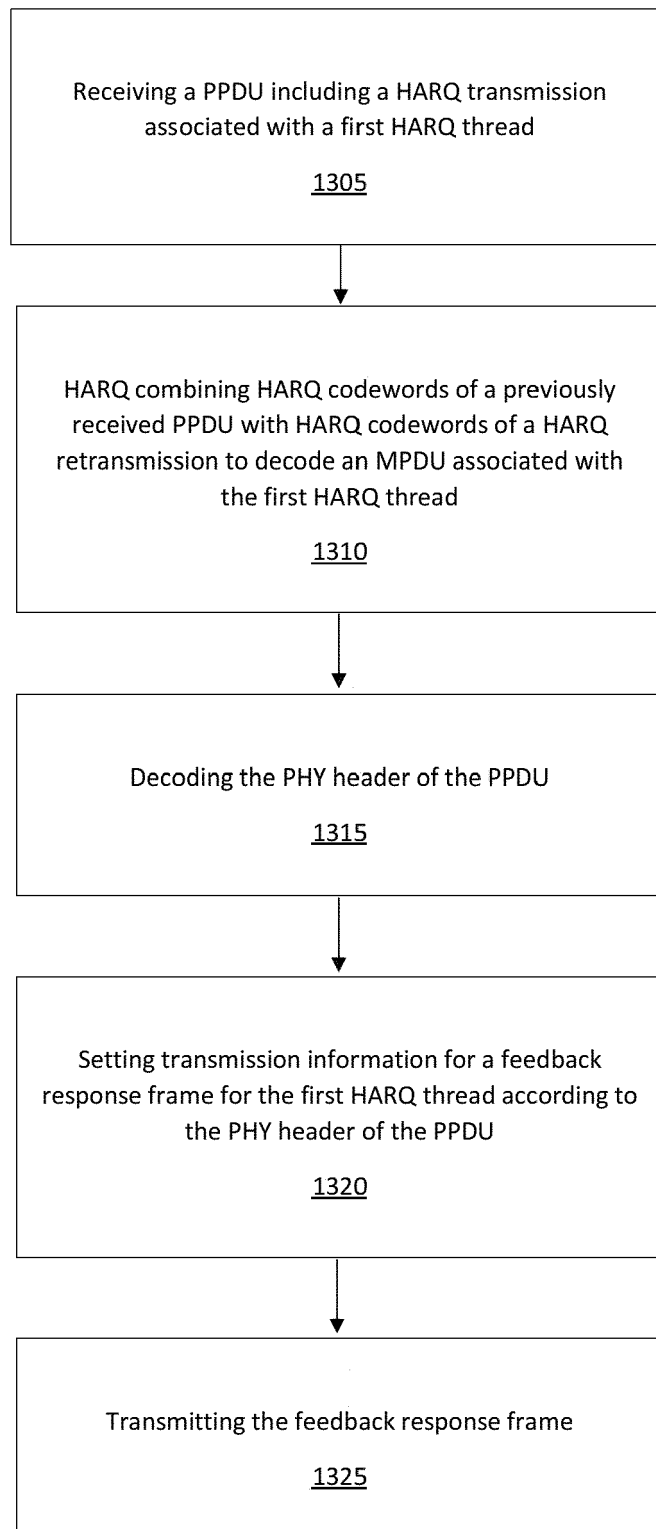 Receiving a PPDU including a HARQ transmission
associated with a first HARQ thread
1305
HARQ combining HARQ codewords of a previously
received PPDU with HARQ codewords of a HARQ
retransmission to decode an MPDU associated with
the first HARQ thread
1310
Decoding the PHY header of the PPDU
1315
Setting transmission information for a feedback
response frame for the first HARQ thread according to
the PHY header of the PPDU
1320
Transmitting the feedback response frame
1325